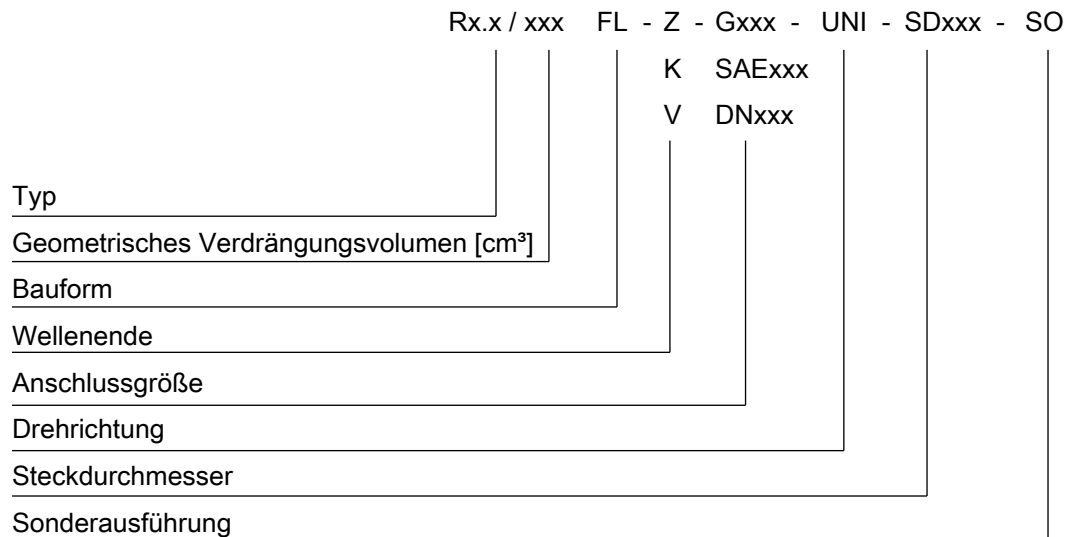 Rx.x / xxx FL - Z - Gxxx - UNI - SDxxx - SO
K SAExxx
V DNxxx
Typ
Geometrisches Verdrängungsvolumen [cm³]
Bauform
Wellenende
Anschlussgröße
Drehrichtung
Steckdurchmesser
Sonderausführung